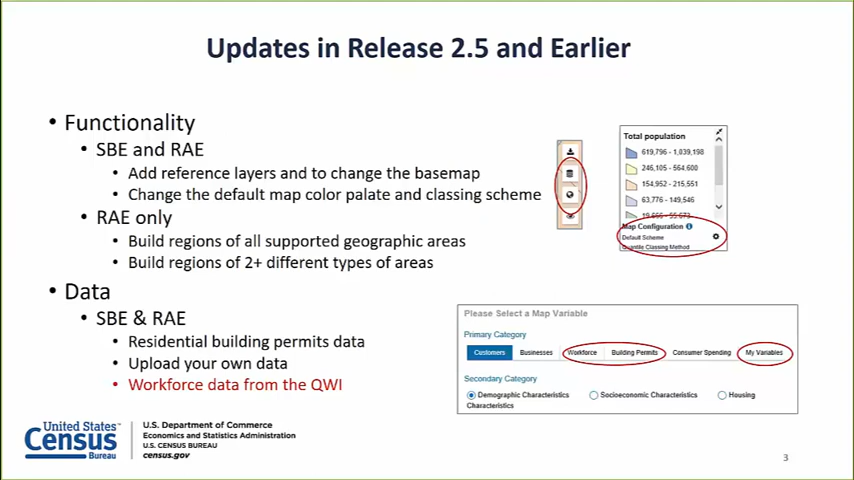 Updates in Release 2.5 and Earlier
• Functionality
• SBE and RAE
• Add reference layers and to change the basemap
• Change the default map color palate and classing scheme
• RAE only
• Build regions of all supported geographic areas
• Build regions of 2+ different types of areas
• Data
• SBE & RAE
• Residential building permits data
• Upload your own data
• Workforce data from the QWI
Total population
619,796 - 1,039,198
246,105 - 564,600
154,952 - 215,551
63,776 - 149,546
19,666 - 55,673
Map Configuration
Default Scheme
Quantile Classing Method
Please Select a Map Variable
Primary Category
Customers Businesses Workforce Building Permits Consumer Spending My Variables
Secondary Category
Demographic Characteristics Socioeconomic Characteristics Housing
Characteristics
United States™
Census
Bureau
U.S. Department of Commerce
Economics and Statistics Administration
U.S. CENSUS BUREAU
census.gov
3